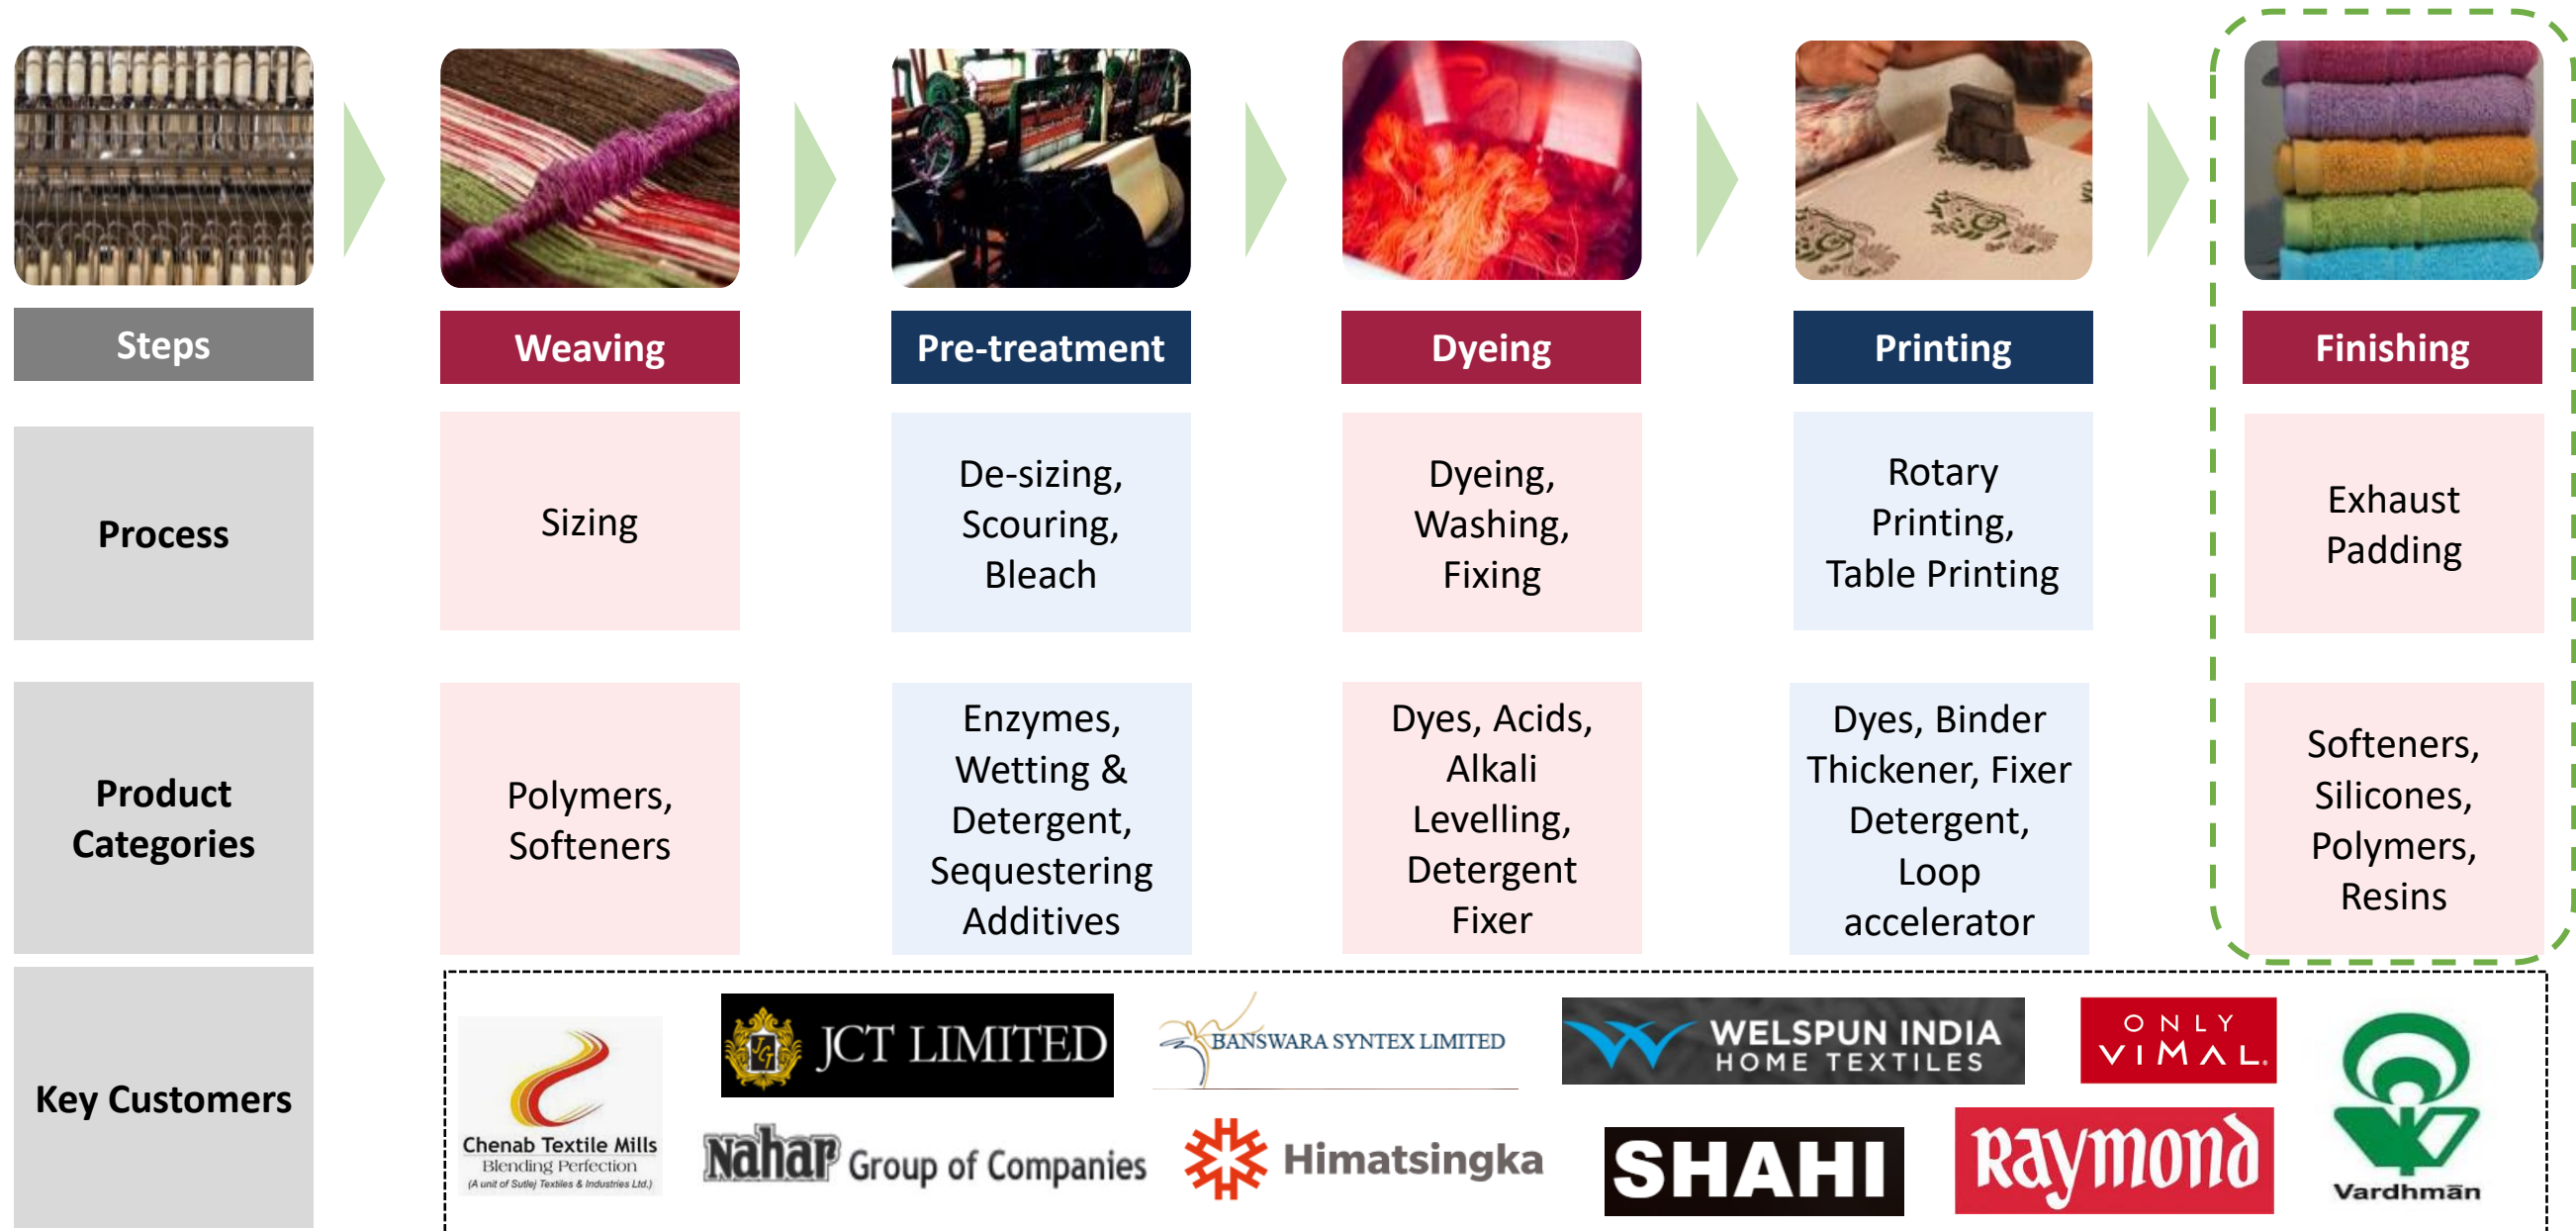 Steps
Weaving
Pre-treatment
Dyeing
Printing
Finishing
Process
Sizing
De-sizing,
Scouring,
Bleach
Dyeing,
Washing,
Fixing
Rotary
Printing,
Table Printing
Exhaust
Padding
Product
Categories
Polymers,
Softeners
Enzymes,
Wetting &
Detergent,
Sequestering
Additives
Dyes, Acids,
Alkali
Levelling,
Detergent
Fixer
Dyes, Binder
Thickener, Fixer
Detergent,
Loop
accelerator
Softeners,
Silicones,
Polymers,
Resins
Key Customers
Chenab Textile Mills
Blending Perfection
(A unit of Sutlej Textiles & Industries Ltd.)
JCT
JCT LIMITED
BANSWARA SYNTEX LIMITED
WELSPUN INDIA
HOME TEXTILES
ONLY
VIMAL®
Nahar Group of Companies
Himatsingka
SHAHI
Raymond
Vardhmān